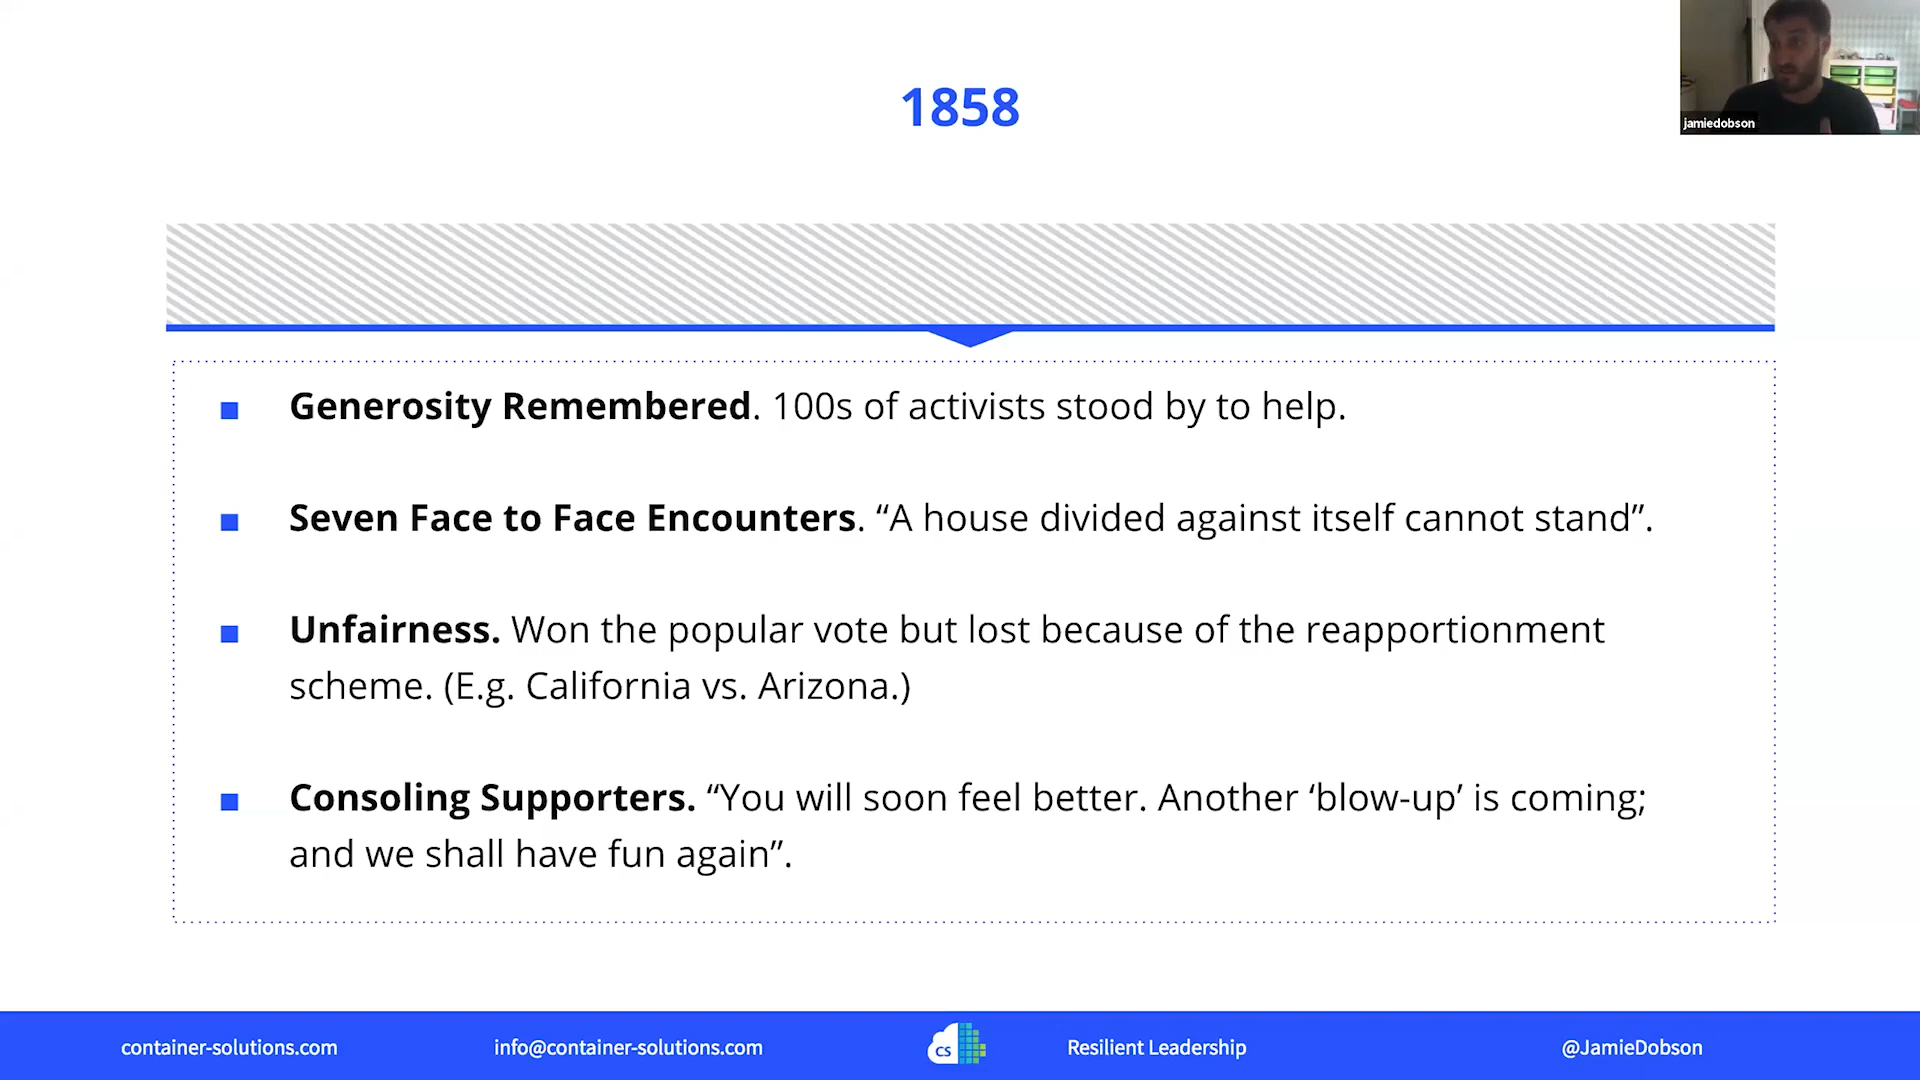 1858
jamiedobson
■ Generosity Remembered. 100s of activists stood by to help.
■ Seven Face to Face Encounters. “A house divided against itself cannot stand”.
■ Unfairness. Won the popular vote but lost because of the reapportionment
scheme. (E.g. California vs. Arizona.)
■ Consoling Supporters. “You will soon feel better. Another ‘blow-up’ is coming;
and we shall have fun again”.
container-solutions.com
info@container-solutions.com
CS
Resilient Leadership
@JamieDobson